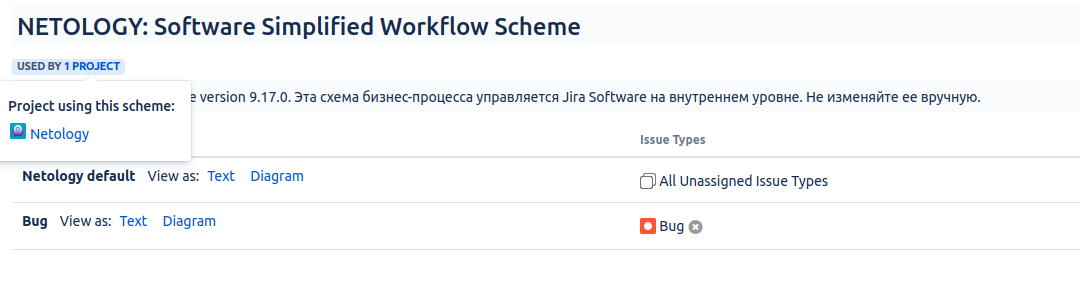 NETOLOGY: Software Simplified Workflow Scheme
USED BY 1 PROJECT
Project using this scheme:
Netology
version 9.17.0. Эта схема бизнес-процесса управляется Jira Software на внутреннем уровне. Не изменяйте ее вручную.
Issue Types
Netology default View as: Text Diagram
All Unassigned Issue Types
Bug View as: Text Diagram
Bug